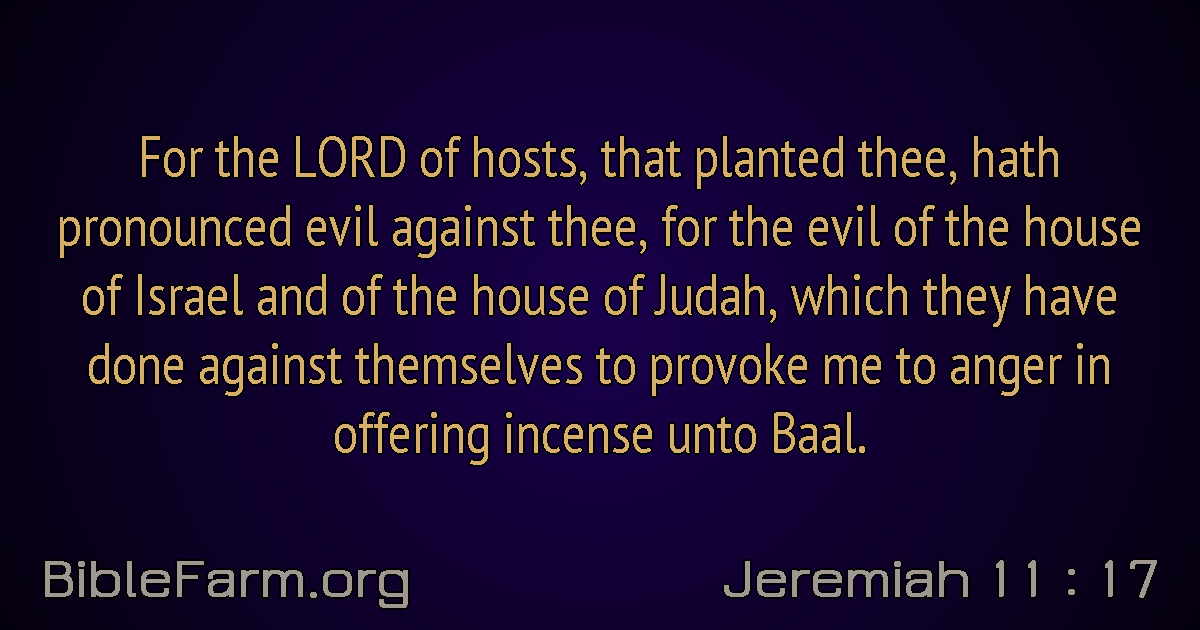 For the LORD of hosts, that planted thee, hath
pronounced evil against thee, for the evil of the house
of Israel and of the house of Judah, which they have
done against themselves to provoke me to anger in
offering incense unto Baal.
BibleFarm.org
Jeremiah 11 : 17